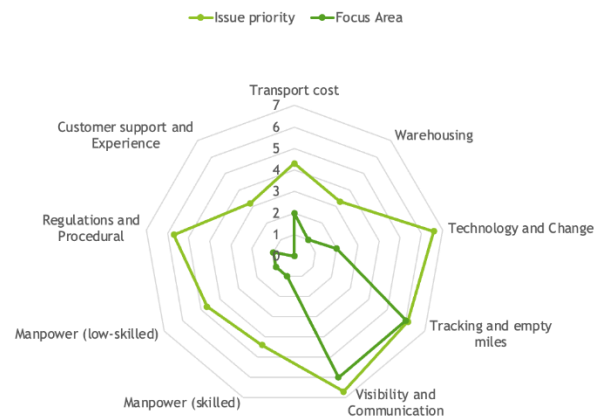 Issue priority
Focus Area
Transport cost
7
6
5
4
3
2
1
0
Customer support and
Experience
Warehousing
Regulations and
Procedural
Technology and Change
Manpower (low-skilled)
Tracking and empty
miles
Manpower (skilled)
Visibility and
Communication